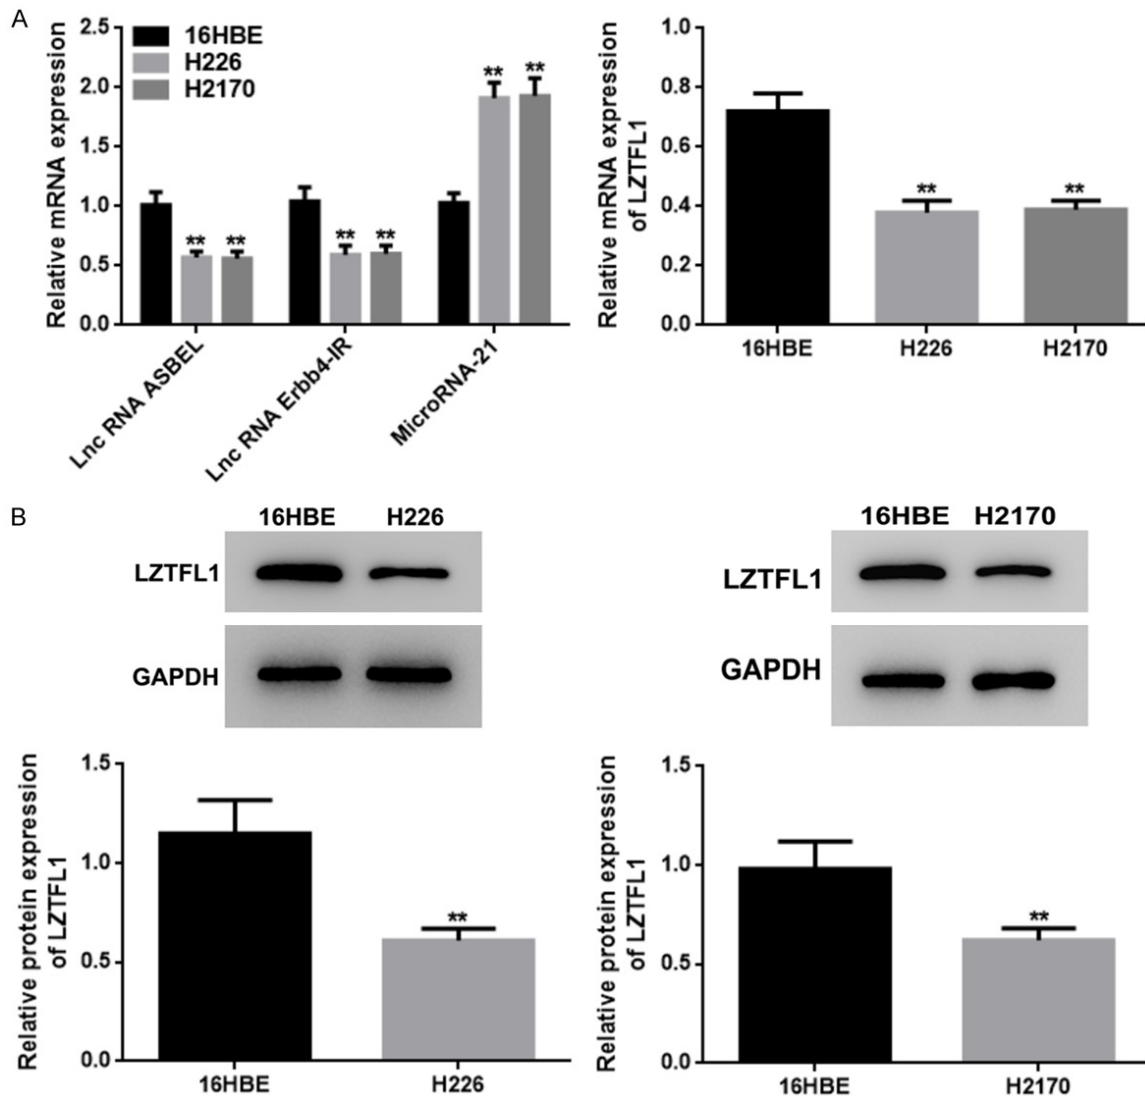 A
Relative mRNA expression
2.5
2.0
1.5
1.0
0.5
0.0
16HBE
H226
H2170
**
**
**
**
**
**
Lnc RNA ASBEL
Lnc RNA Erbb4-IR
MicroRNA-21
Relative mRNA expression
of LZTFL1
1.0
0.8
0.6
0.4
0.2
0.0
**
**
16HBE
H226
H2170
B
16HBE H226
LZTFL1
GAPDH
16HBE H2170
LZTFL1
GAPDH
Relative protein expression
of LZTFL1
1.5
1.0
0.5
0.0
**
16HBE
H226
Relative protein expression
of LZTFL1
1.5
1.0
0.5
0.0
**
16HBE
H2170